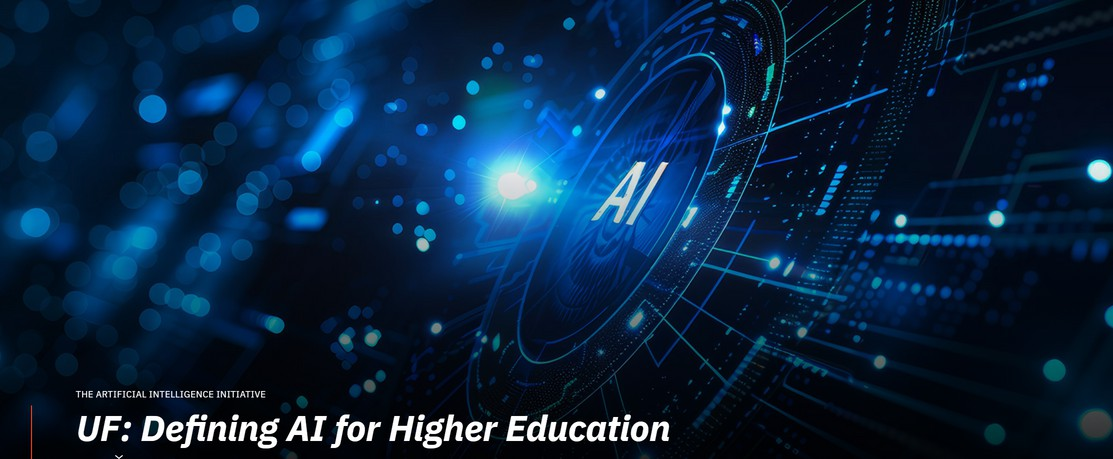 AI
THE ARTIFICIAL INTELLIGENCE INITIATIVE
UF: Defining AI for Higher Education